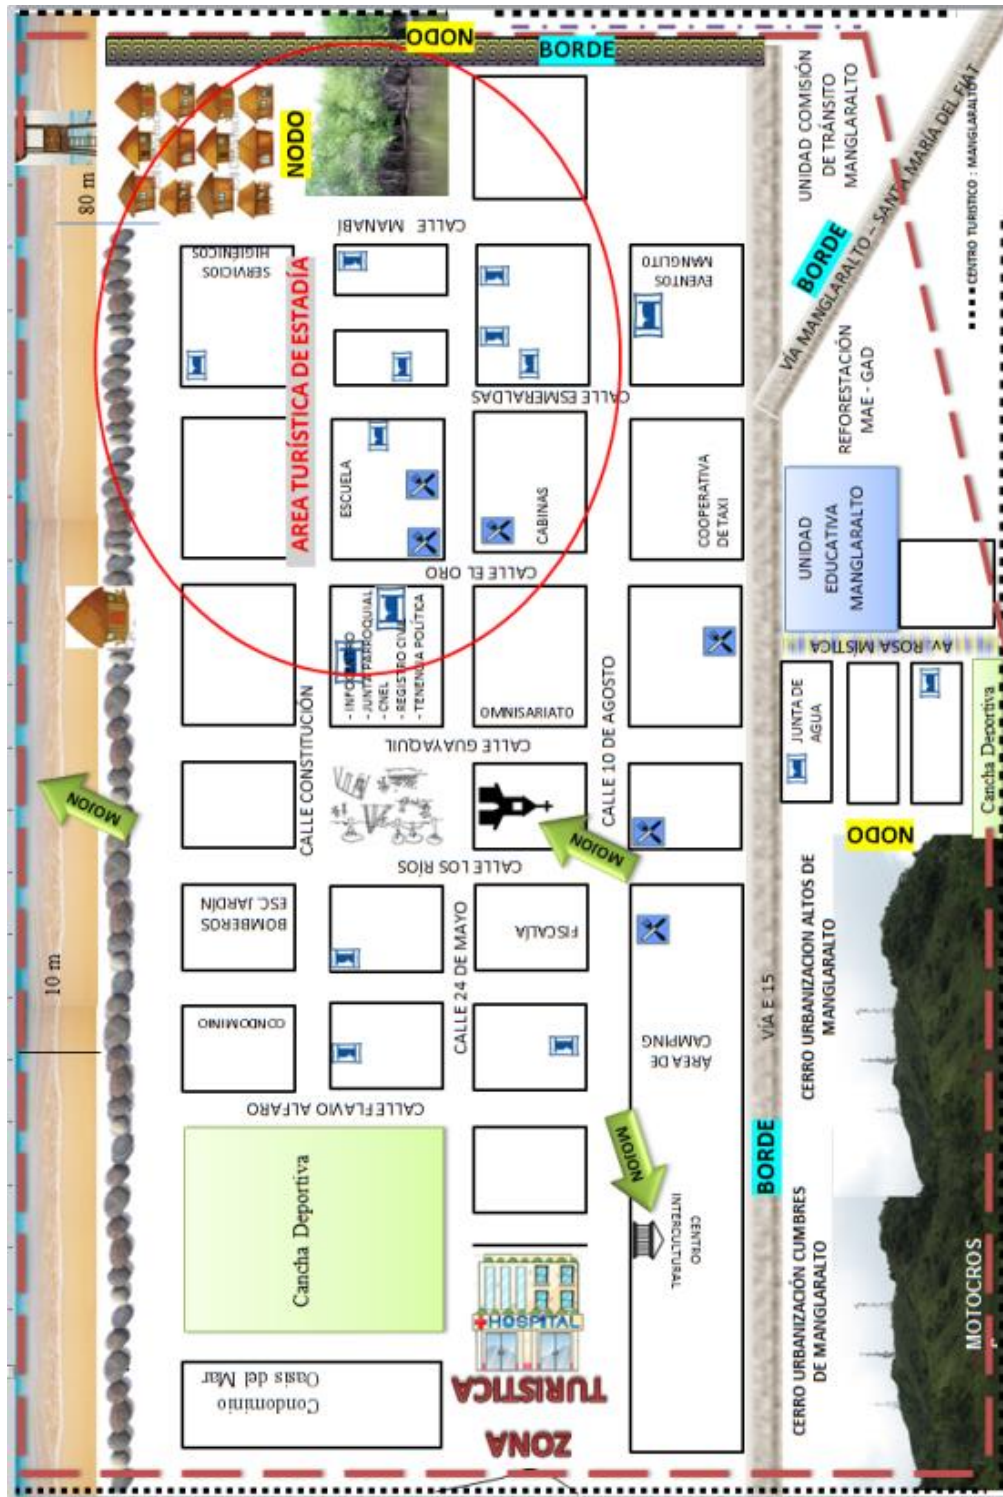 NODO
BORDE
NODO
80 m
CALLE MANABÍ
SERVICIOS
HIGIÉNICOS
EVENTOS
MANGLITO
UNIDAD COMISIÓN
DE TRÁNSITO
MANGLARALTO
BORDE
VÍA MANGLARALTO – SANTA MARÍA DEL FIAT
CENTRO TURISTICO : MANGLARALTO
AREA TURÍSTICA DE ESTADÍA
CALLE ESMERALDAS
REFORESTACIÓN
MAE - GAD
ESCUELA
CABINAS
COOPERATIVA
DE TAXI
UNIDAD
EDUCATIVA
MANGLARALTO
CALLE EL ORO
- JUNTA PARROQUIAL
- CNEL
- REGISTRO CIVIL
- TENENCIA POLÍTICA
OMNISARIATO
AV. ROSA MÍSTICA
CALLE CONSTITUCIÓN
CALLE GUAYAQUIL
CALLE 10 DE AGOSTO
JUNTA DE
AGUA
Cancha Deportiva
MOJON
MOJON
NODO
CALLE LOS RÍOS
BOMBEROS
ESC. JARDÍN
FISCALÍA
CALLE 24 DE MAYO
10 m
CERRO URBANIZACION ALTOS DE
MANGLARALTO
VÍA E 15
CONDOMINIO
ÁREA DE
CAMPING
CALLE FLAVIO ALFARO
BORDE
MOJON
Cancha Deportiva
CENTRO
INTERCULTURAL
CERRO URBANIZACIÓN CUMBRES
DE MANGLARALTO
MOTOCROS
HOSPITAL
Condominio
Oasis del Mar
ZONA
TURISTICA